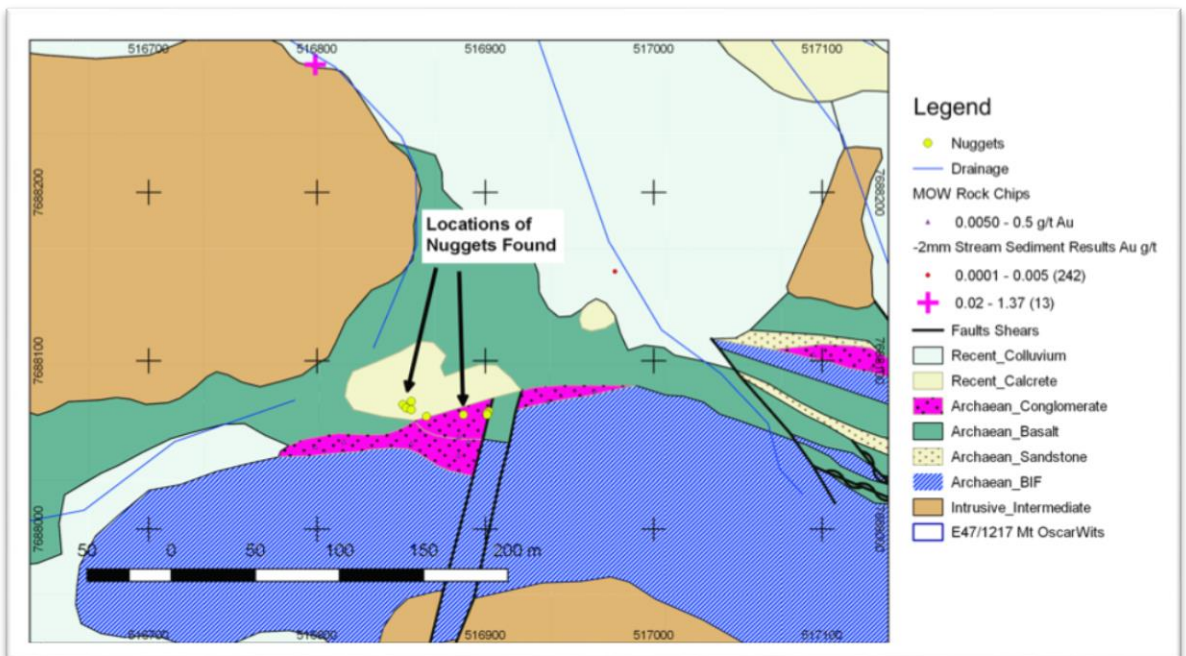 516700
516800
516900
517000
517100
7688200
7688200
Locations of
Nuggets Found
7688100
7688000
50 0 50 100 150 200 m
516700
516800
516900
517000
517100
Legend
Nuggets
Drainage
MOW Rock Chips
0.0050 - 0.5 g/t Au
-2mm Stream Sediment Results Au g/t
0.0001 - 0.005 (242)
0.02 - 1.37 (13)
Faults Shears
Recent_Colluvium
Recent_Calcrete
Archaean_Conglomerate
Archaean_Basalt
Archaean_Sandstone
Archaean_BIF
Intrusive_Intermediate
E47/1217 Mt OscarWits